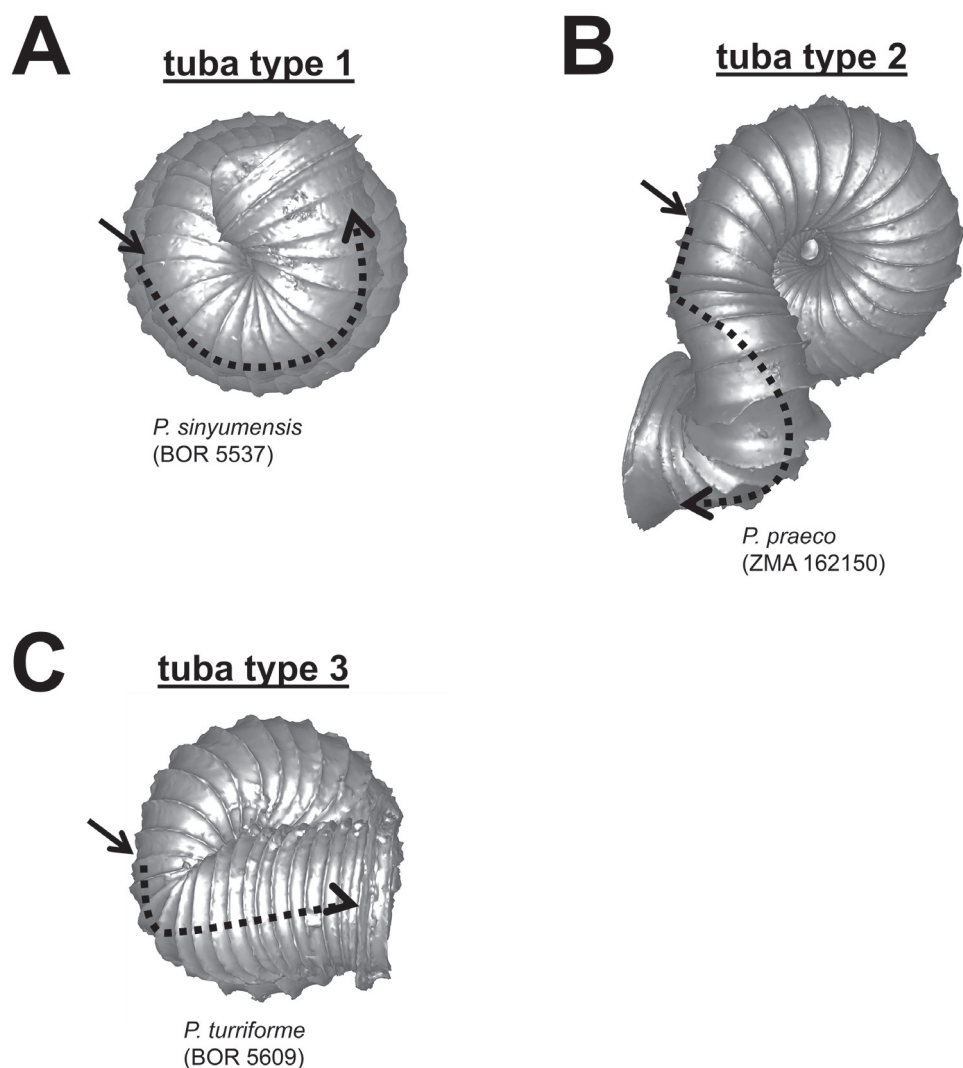 A
tuba type 1
P. sinyumensis
(BOR 5537)
B
tuba type 2
P. praeco
(ZMA 162150)
C
tuba type 3
P. turriforme
(BOR 5609)